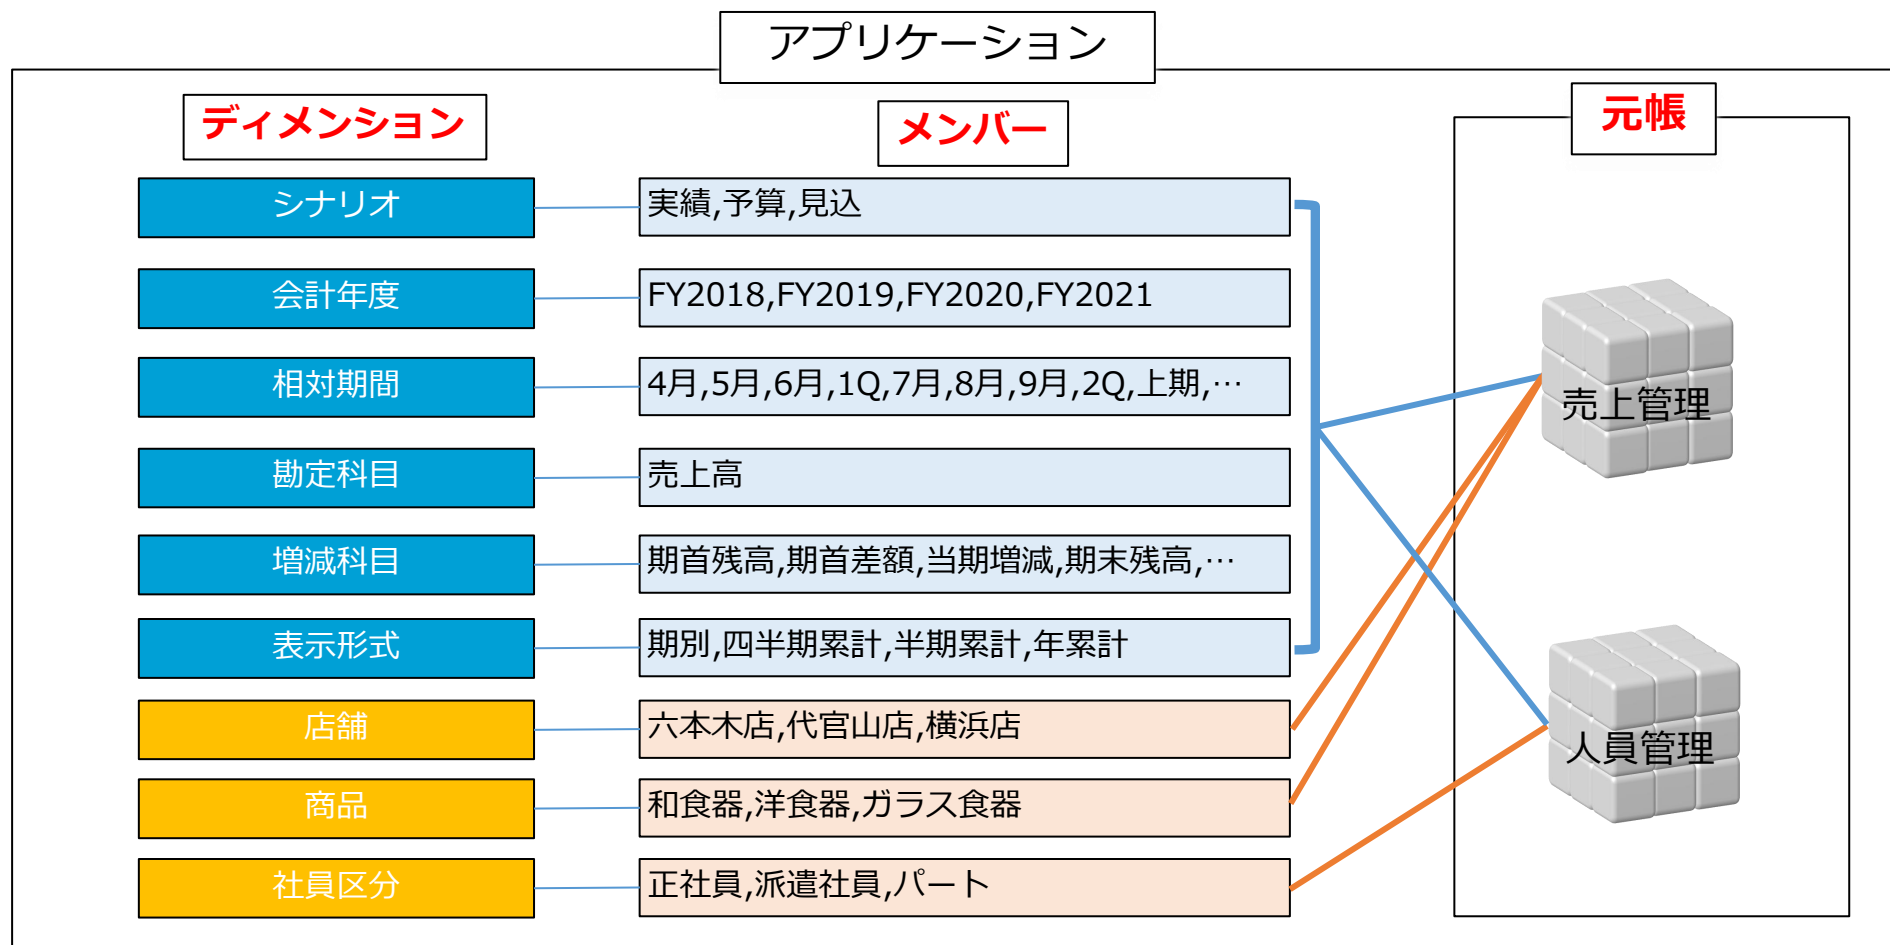 アプリケーション
ディメンション
メンバー
元帳
シナリオ
実績,予算,見込
会計年度
FY2018,FY2019,FY2020,FY2021
相対期間
4月,5月,6月,1Q,7月,8月,9月,2Q,上期,…
勘定科目
売上高
増減科目
期首残高,期首差額,当期増減,期末残高,…
表示形式
期別,四半期累計,半期累計,年累計
店舗
六本木店,代官山店,横浜店
商品
和食器,洋食器,ガラス食器
社員区分
正社員,派遣社員,パート
売上管理
人員管理